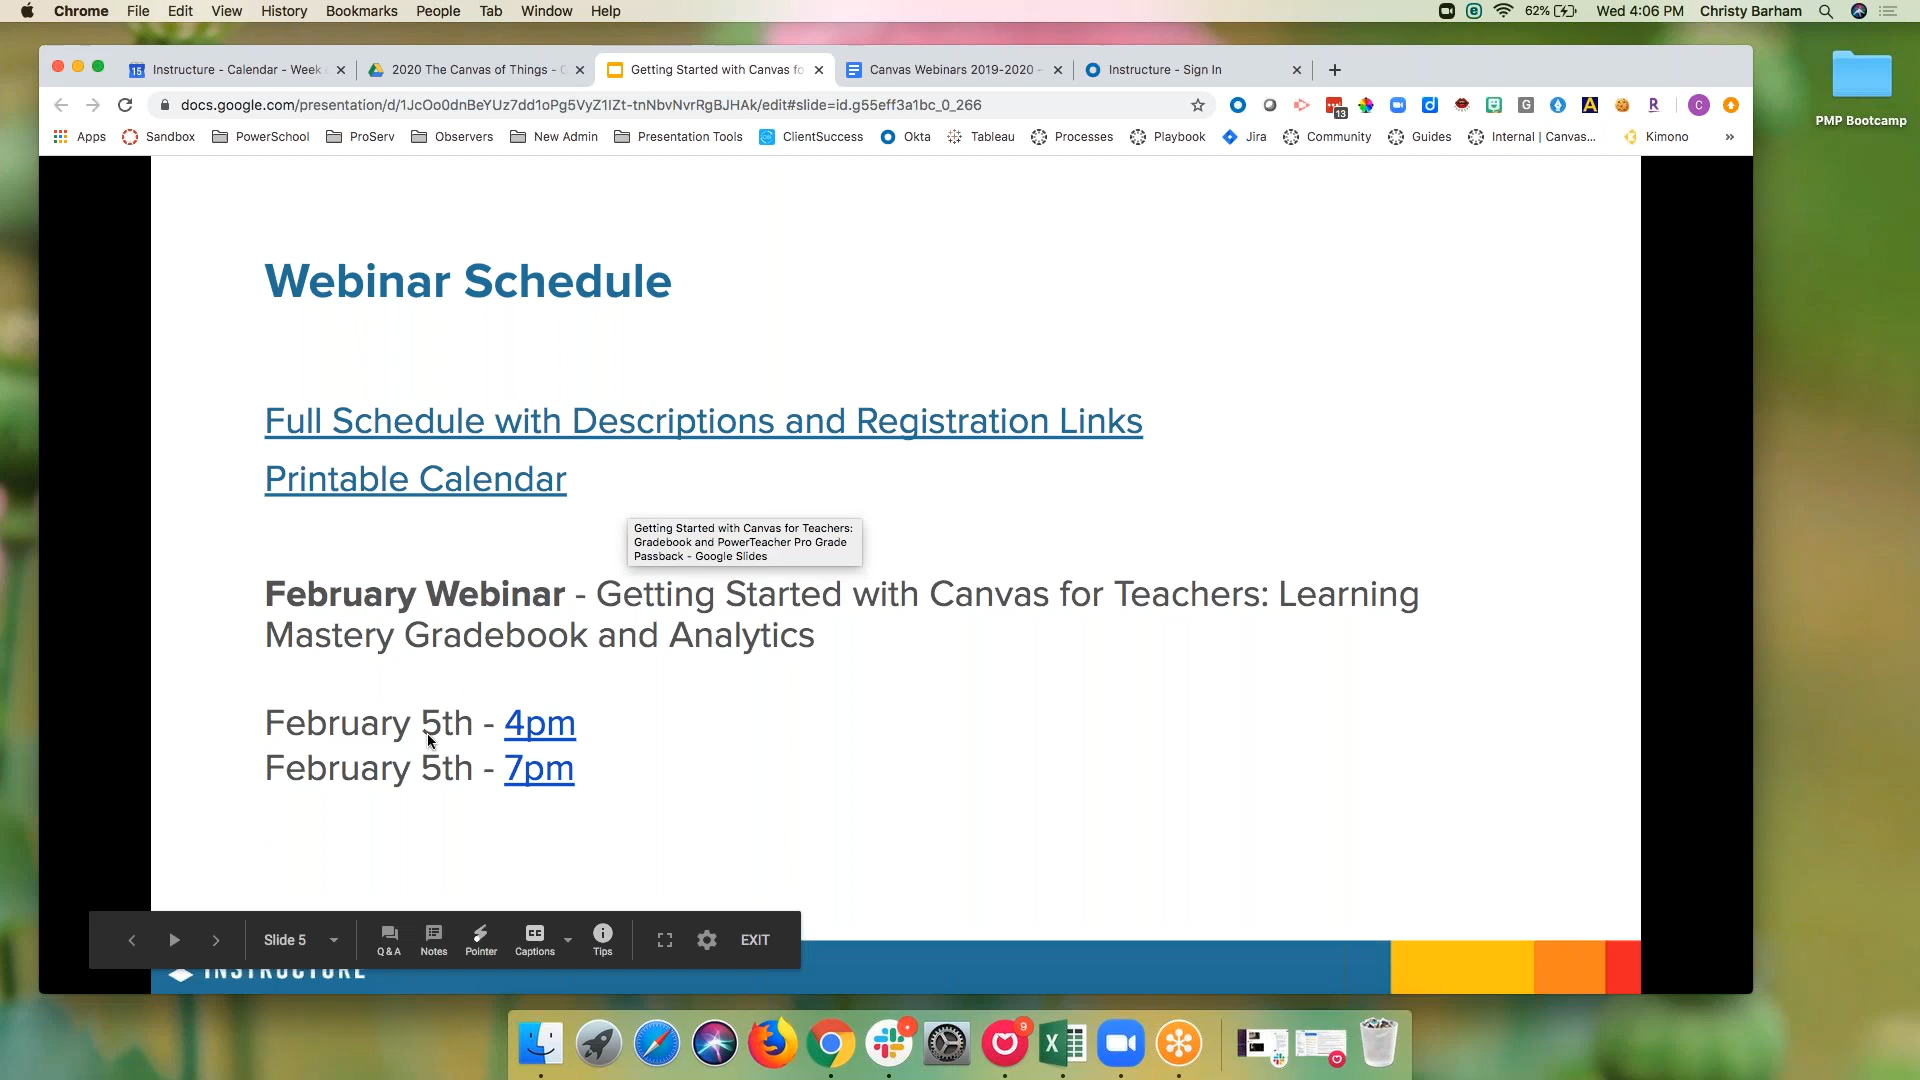 Chrome File Edit View History Bookmarks People Tab Window Help 62% Wed 4:06 PM Christy Barham
PMP Bootcamp
15 Instructure - Calendar - Week 2020 The Canvas of Things - Getting Started with Canvas fo Canvas Webinars 2019-2020 - Instructure - Sign In
docs.google.com/presentation/d/1JcOo0dnBeYUz7dd1oPg5VyZ1IZt-tnNbvNvrRgBJHAk/edit#slide=id.g55eff3a1bc_0_266 13 G A R C
Apps Sandbox PowerSchool ProServ Observers New Admin Presentation Tools ClientSuccess Okta Tableau Processes Playbook Jira Community Guides Internal | Canvas... Kimono »
Webinar Schedule
Full Schedule with Descriptions and Registration Links
Printable Calendar
Getting Started with Canvas for Teachers:
Gradebook and PowerTeacher Pro Grade
Passback - Google Slides
February Webinar - Getting Started with Canvas for Teachers: Learning
Mastery Gradebook and Analytics
February 5th - 4pm
February 5th - 7pm
Slide 5 Q & A Notes Pointer Captions Tips EXIT
INSTRUCTURE
9